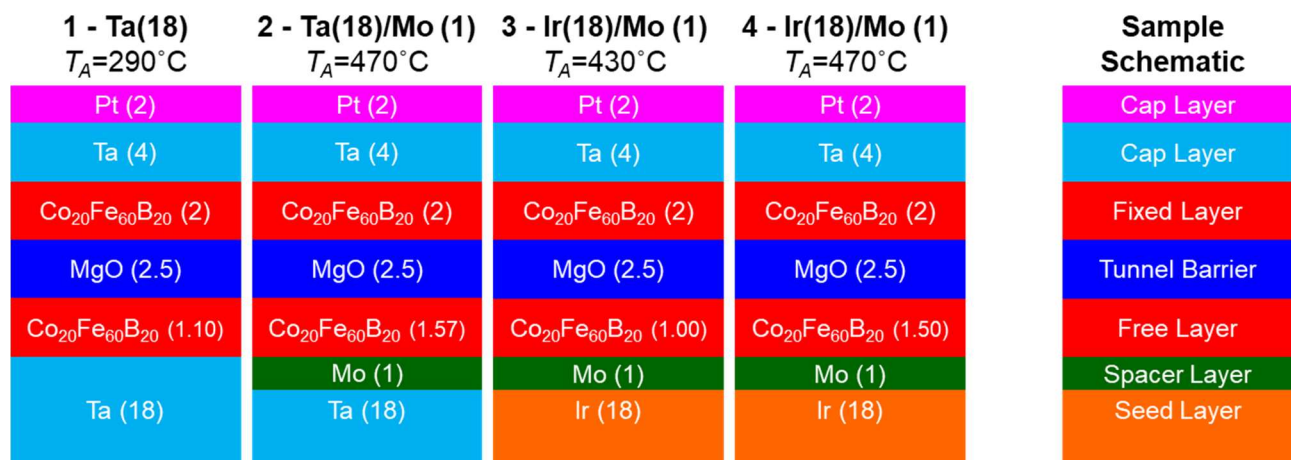 1 - Ta(18)
T_A=290˚C
Pt (2)
Ta (4)
Co₂₀Fe₆₀B₂₀ (2)
MgO (2.5)
Co₂₀Fe₆₀B₂₀ (1.10)
Ta (18)
2 - Ta(18)/Mo (1)
T_A=470˚C
Pt (2)
Ta (4)
Co₂₀Fe₆₀B₂₀ (2)
MgO (2.5)
Co₂₀Fe₆₀B₂₀ (1.57)
Mo (1)
Ta (18)
3 - Ir(18)/Mo (1)
T_A=430˚C
Pt (2)
Ta (4)
Co₂₀Fe₆₀B₂₀ (2)
MgO (2.5)
Co₂₀Fe₆₀B₂₀ (1.00)
Mo (1)
Ir (18)
4 - Ir(18)/Mo (1)
T_A=470˚C
Pt (2)
Ta (4)
Co₂₀Fe₆₀B₂₀ (2)
MgO (2.5)
Co₂₀Fe₆₀B₂₀ (1.50)
Mo (1)
Ir (18)
Sample
Schematic
Cap Layer
Cap Layer
Fixed Layer
Tunnel Barrier
Free Layer
Spacer Layer
Seed Layer